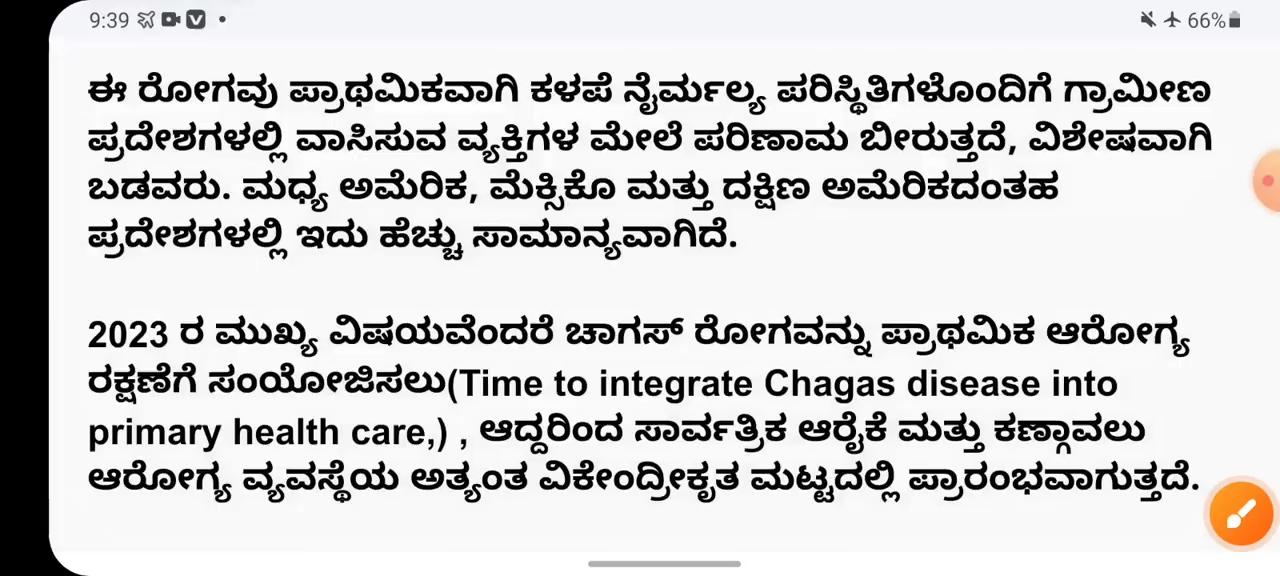 9:39
66%
ಈ ರೋಗವು ಪ್ರಾಥಮಿಕವಾಗಿ ಕಳಪೆ ನೈರ್ಮಲ್ಯ ಪರಿಸ್ಥಿತಿಗಳೊಂದಿಗೆ ಗ್ರಾಮೀಣ
ಪ್ರದೇಶಗಳಲ್ಲಿ ವಾಸಿಸುವ ವ್ಯಕ್ತಿಗಳ ಮೇಲೆ ಪರಿಣಾಮ ಬೀರುತ್ತದೆ, ವಿಶೇಷವಾಗಿ
ಬಡವರು. ಮಧ್ಯ ಅಮೆರಿಕ, ಮೆಕ್ಸಿಕೊ ಮತ್ತು ದಕ್ಷಿಣ ಅಮೆರಿಕದಂತಹ
ಪ್ರದೇಶಗಳಲ್ಲಿ ಇದು ಹೆಚ್ಚು ಸಾಮಾನ್ಯವಾಗಿದೆ.
2023 ರ ಮುಖ್ಯ ವಿಷಯವೆಂದರೆ ಚಾಗಸ್ ರೋಗವನ್ನು ಪ್ರಾಥಮಿಕ ಆರೋಗ್ಯ
ರಕ್ಷಣೆಗೆ ಸಂಯೋಜಿಸಲು(Time to integrate Chagas disease into
primary health care,) , ಆದ್ದರಿಂದ ಸಾರ್ವತ್ರಿಕ ಆರೈಕೆ ಮತ್ತು ಕಣ್ಗಾವಲು
ಆರೋಗ್ಯ ವ್ಯವಸ್ಥೆಯ ಅತ್ಯಂತ ವಿಕೇಂದ್ರೀಕೃತ ಮಟ್ಟದಲ್ಲಿ ಪ್ರಾರಂಭವಾಗುತ್ತದೆ.